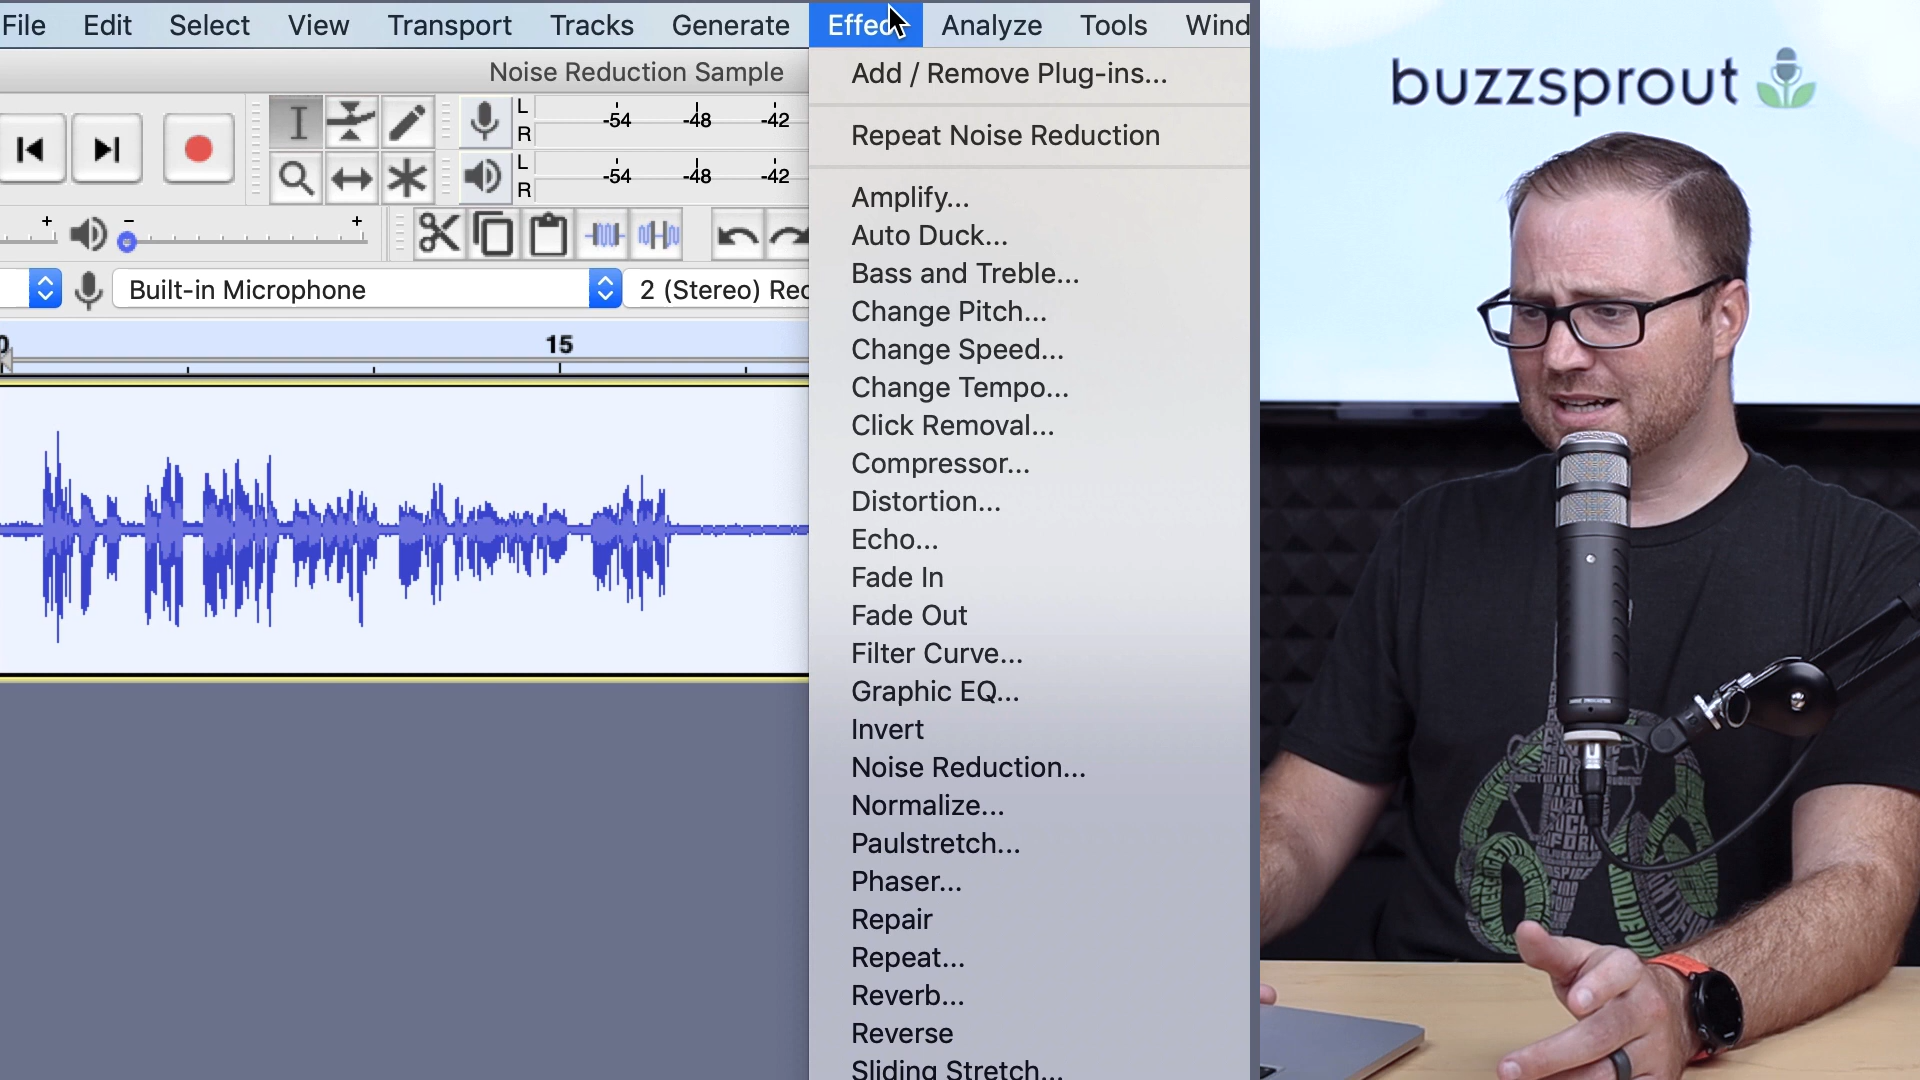 File Edit Select View Transport Tracks Generate Effec Analyze Tools Wind
Noise Reduction Sample
L
R
-54 -48 -42
L
R
-54 -48 -42
+ - +
Built-in Microphone
2 (Stereo) Rec
0 15
Add / Remove Plug-ins...
Repeat Noise Reduction
Amplify...
Auto Duck...
Bass and Treble...
Change Pitch...
Change Speed...
Change Tempo...
Click Removal...
Compressor...
Distortion...
Echo...
Fade In
Fade Out
Filter Curve...
Graphic EQ...
Invert
Noise Reduction...
Normalize...
Paulstretch...
Phaser...
Repair
Repeat...
Reverb...
Reverse
Sliding Stretch...
buzzsprout